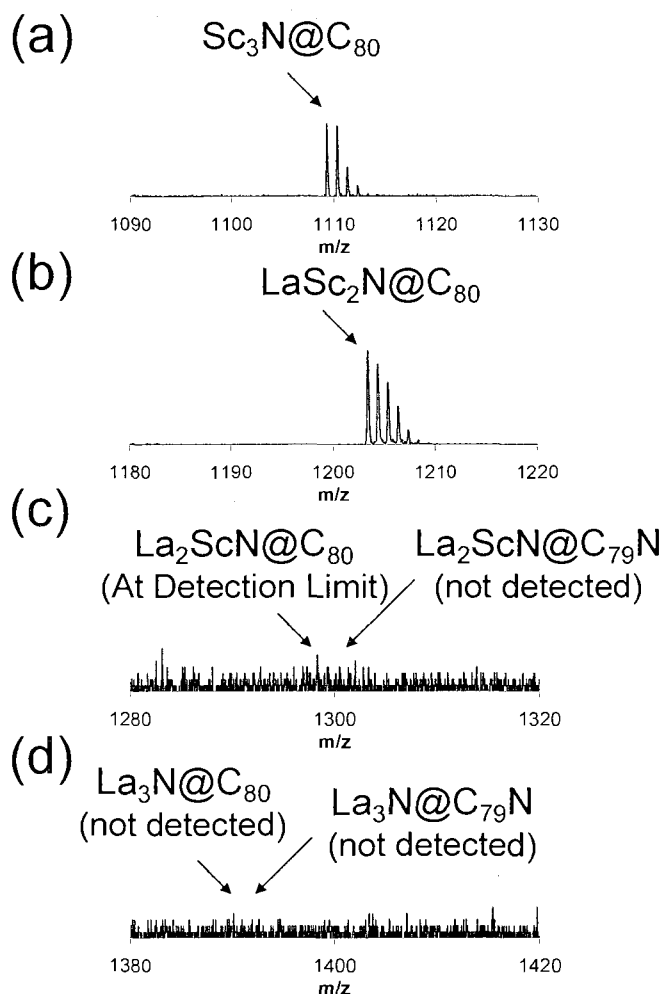 (a)
Sc₃N@C₈₀
1090 1100 1110 1120 1130
m/z
(b)
LaSc₂N@C₈₀
1180 1190 1200 1210 1220
m/z
(c)
La₂ScN@C₈₀ La₂ScN@C₇₉N
(At Detection Limit) (not detected)
1280 1300 1320
m/z
(d)
La₃N@C₈₀ La₃N@C₇₉N
(not detected) (not detected)
1380 1400 1420
m/z